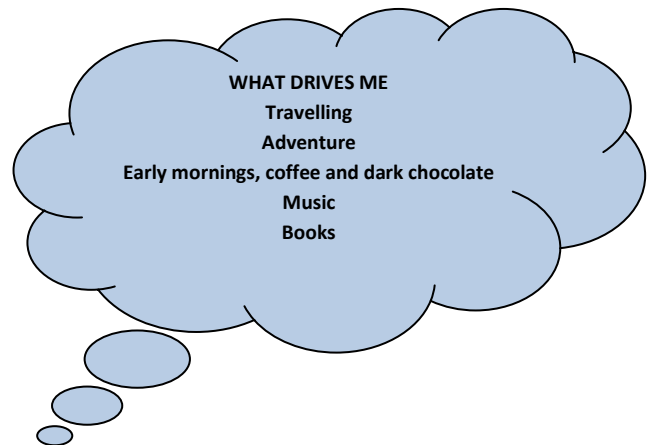 WHAT DRIVES ME
Travelling
Adventure
Early mornings, coffee and dark chocolate
Music
Books